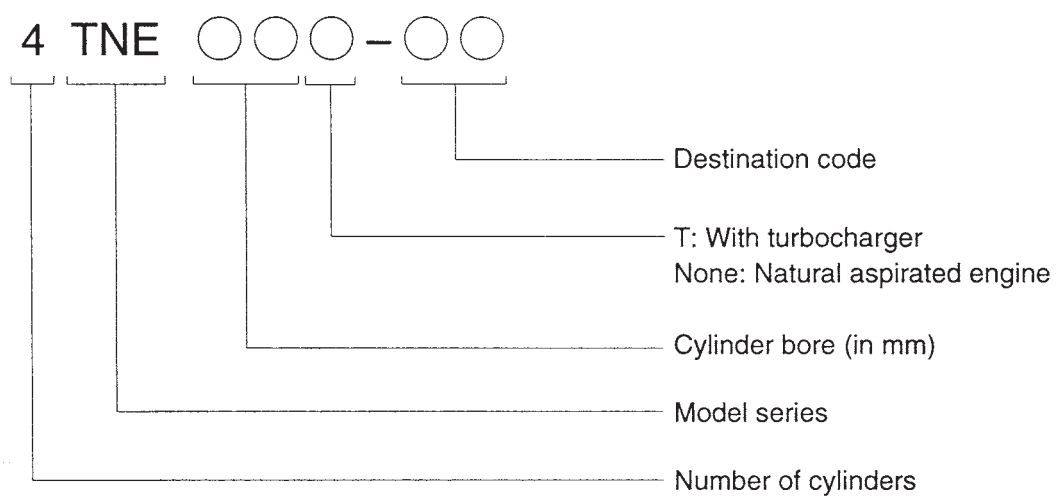 4 TNE ○○○–○○
Destination code
T: With turbocharger
None: Natural aspirated engine
Cylinder bore (in mm)
Model series
Number of cylinders